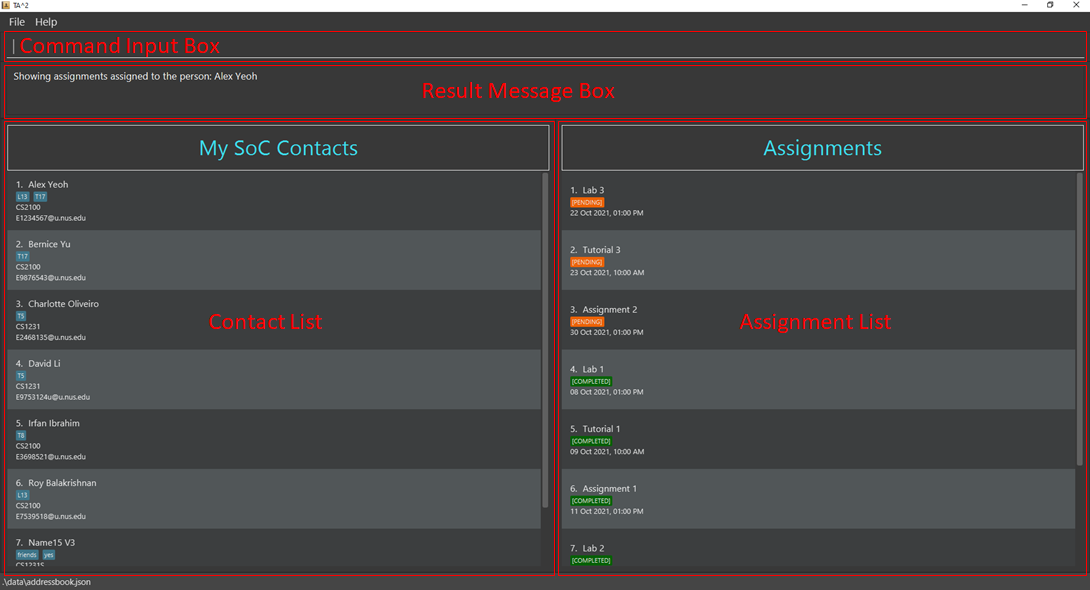 TA^2
File Help
Command Input Box
Showing assignments assigned to the person: Alex Yeoh
Result Message Box
My SoC Contacts
1. Alex Yeoh
L13 T17
CS2100
E1234567@u.nus.edu
2. Bernice Yu
T17
CS2100
E9876543@u.nus.edu
3. Charlotte Oliveiro
T5
CS1231
E2468135@u.nus.edu
Contact List
4. David Li
T5
CS1231
E9753124u@u.nus.edu
5. Irfan Ibrahim
T8
CS2100
E3698521@u.nus.edu
6. Roy Balakrishnan
L13
CS2100
E7539518@u.nus.edu
7. Name15 V3
friends yes
CS1231S
Assignments
1. Lab 3
[PENDING]
22 Oct 2021, 01:00 PM
2. Tutorial 3
[PENDING]
23 Oct 2021, 10:00 AM
3. Assignment 2
[PENDING]
30 Oct 2021, 01:00 PM
Assignment List
4. Lab 1
[COMPLETED]
08 Oct 2021, 01:00 PM
5. Tutorial 1
[COMPLETED]
09 Oct 2021, 10:00 AM
6. Assignment 1
[COMPLETED]
11 Oct 2021, 01:00 PM
7. Lab 2
[COMPLETED]
.\data\addressbook.json